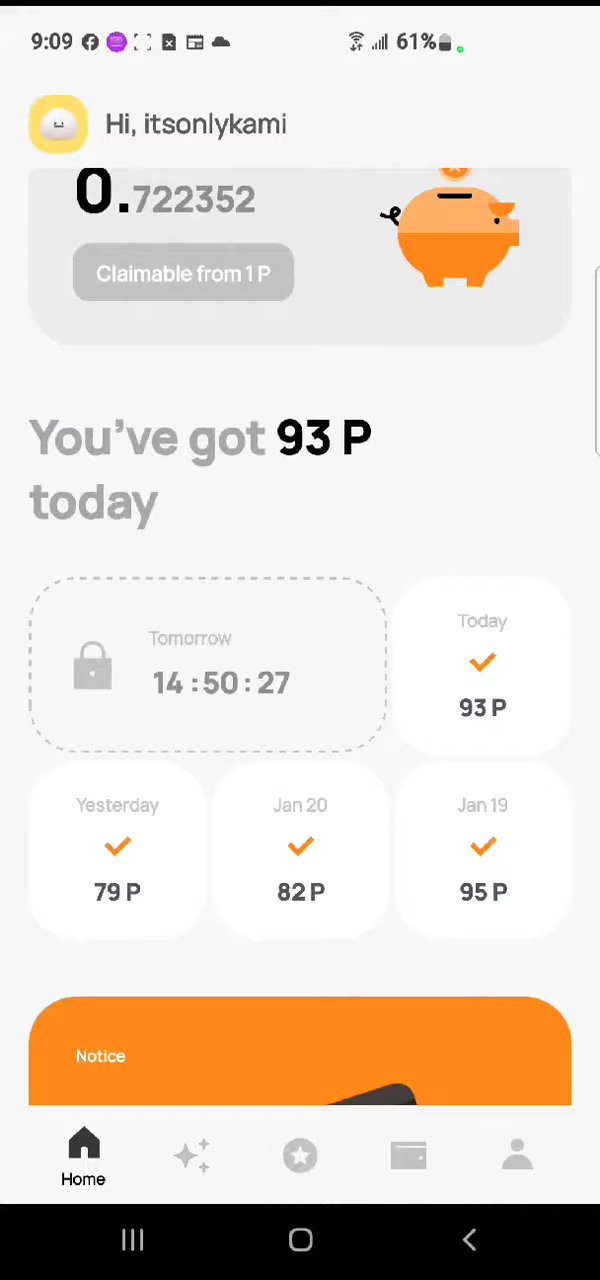 9:09 61%
Hi, itsonlykami
0.722352
Claimable from 1 P
You've got 93 P
today
Tomorrow
14 : 50 : 27
Today
93 P
Yesterday
79 P
Jan 20
82 P
Jan 19
95 P
Notice
Home